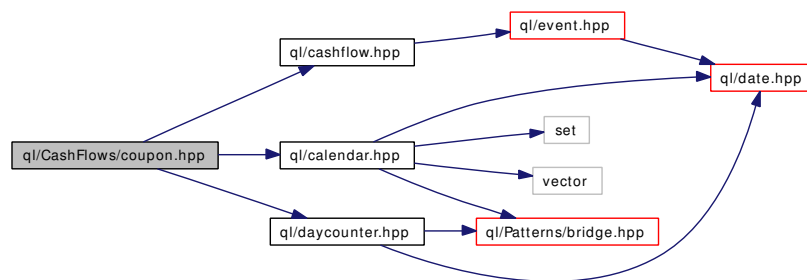 ql/event.hpp
ql/cashflow.hpp
ql/date.hpp
set
ql/CashFlows/coupon.hpp
ql/calendar.hpp
vector
ql/daycounter.hpp
ql/Patterns/bridge.hpp